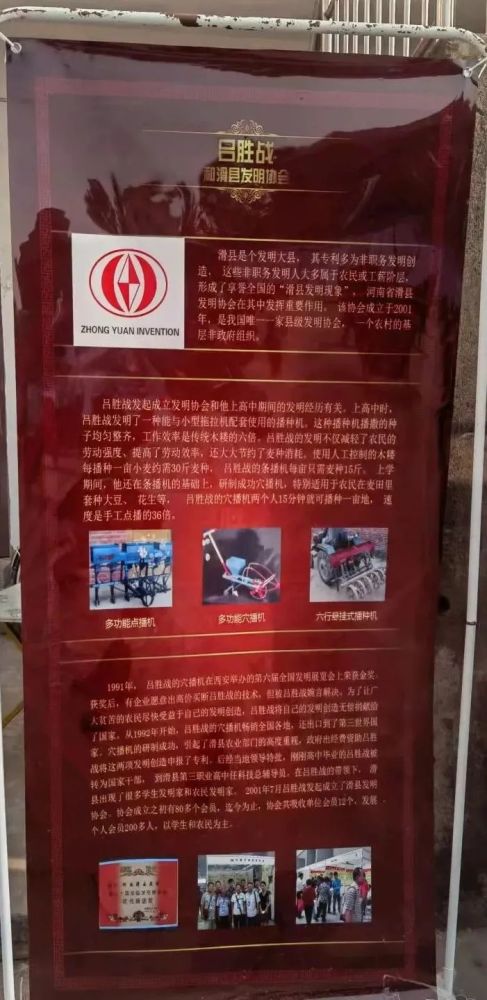 吕胜战
和滑县发明协会
滑县是个发明大县， 其专利多为非职务发明创
造， 这些非职务发明人大多属于农民或工薪阶层，
形成了享誉全国的“滑县发明现象”， 河南省滑县
发明协会在其中发挥重要作用。 该协会成立于2001
年，是我国唯一一家县级发明协会， 一个农村的基
层非政府组织。
ZHONG YUAN INVENTION
吕胜战发起成立发明协会和他上高中期间的发明经历有关。上高中时，
吕胜战发明了一种能与小型拖拉机配套使用的播种机。这种播种机播撒的种
子均匀整齐，工作效率是传统木耧的六倍。吕胜战的发明不仅减轻了农民的
劳动强度、提高了劳动效率，还大大节约了麦种消耗。使用人工控制的木耧
每播种一亩小麦约需30斤麦种， 吕胜战的条播机每亩只需麦种15斤。 上学
期间，他还在条播机的基础上，研制成功穴播机，特别适用于农民在麦田里
套种大豆、 花生等， 吕胜战的穴播机两个人15分钟就可播种一亩地， 速
度是手工点播的36倍。
多功能点播机
多功能穴播机
六行悬挂式播种机
1991年， 吕胜战的穴播机在西安举办的第六届全国发明展览会上荣获金奖。
获奖后，有企业愿意出高价买断吕胜战的技术，但被吕胜战婉言解决。为了让广
大贫苦的农民尽快受益于自己的发明创造，吕胜战将自己的发明创造无偿捐献给
了国家。从1992年开始，吕胜战的穴播机畅销全国各地，还出口到了第三世界国
家。穴播机的研制成功，引起了滑县农业部门的高度重视，政府出经费资助吕胜
战将这两项发明创造申报了专利。后经当地领导特批，刚刚高中毕业的吕胜战被
转为国家干部， 到滑县第三职业高中任科技总辅导员，在吕胜战的带领下， 滑
县出现了很多学生发明家和农民发明家。 2001年7月吕胜战发起成立了滑县发明
协会。协会成立之初有80多个会员，迄今为止，协会共吸收单位会员12个、发展
个人会员200多人，以学生和农民为主。